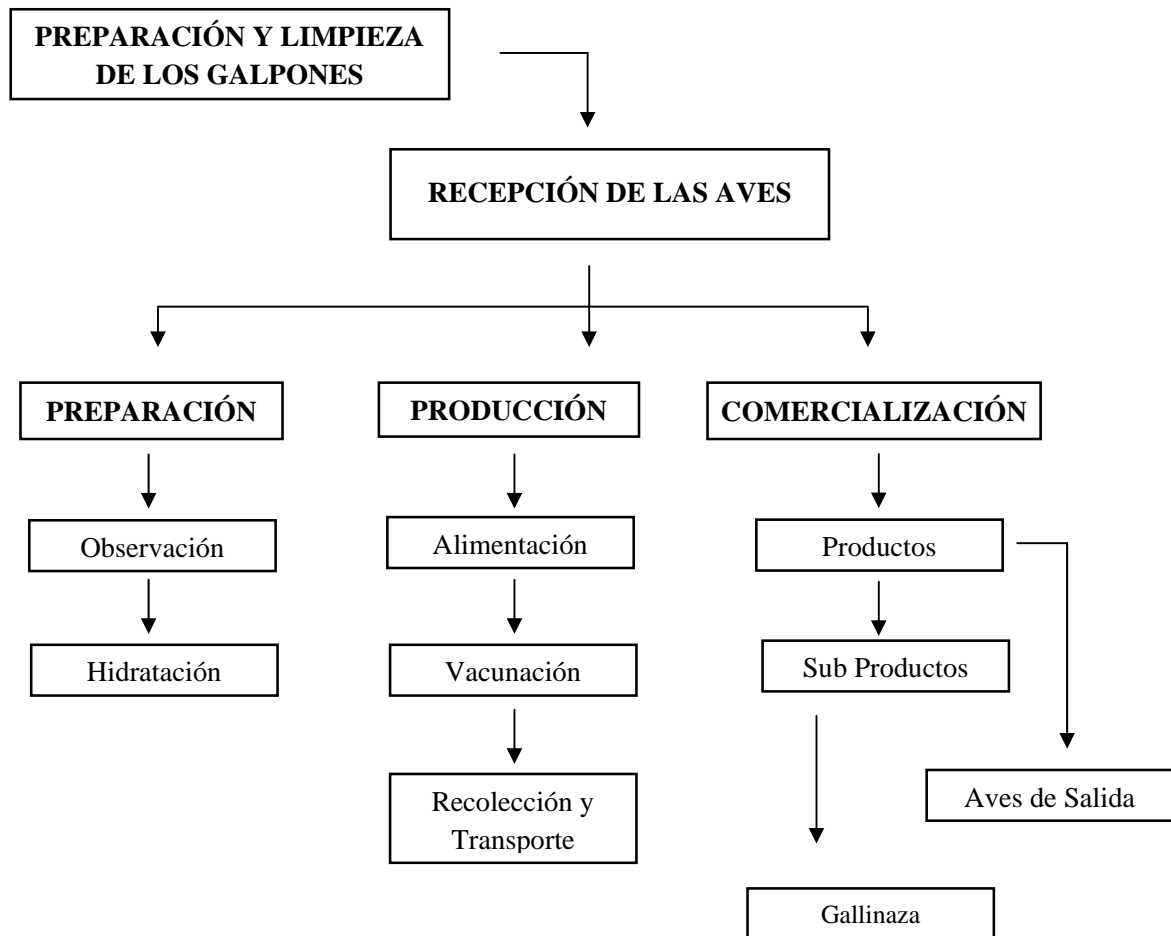 PREPARACIÓN Y LIMPIEZA
DE LOS GALPONES
RECEPCIÓN DE LAS AVES
PREPARACIÓN
PRODUCCIÓN
COMERCIALIZACIÓN
Observación
Alimentación
Productos
Hidratación
Vacunación
Sub Productos
Recolección y
Transporte
Aves de Salida
Gallinaza